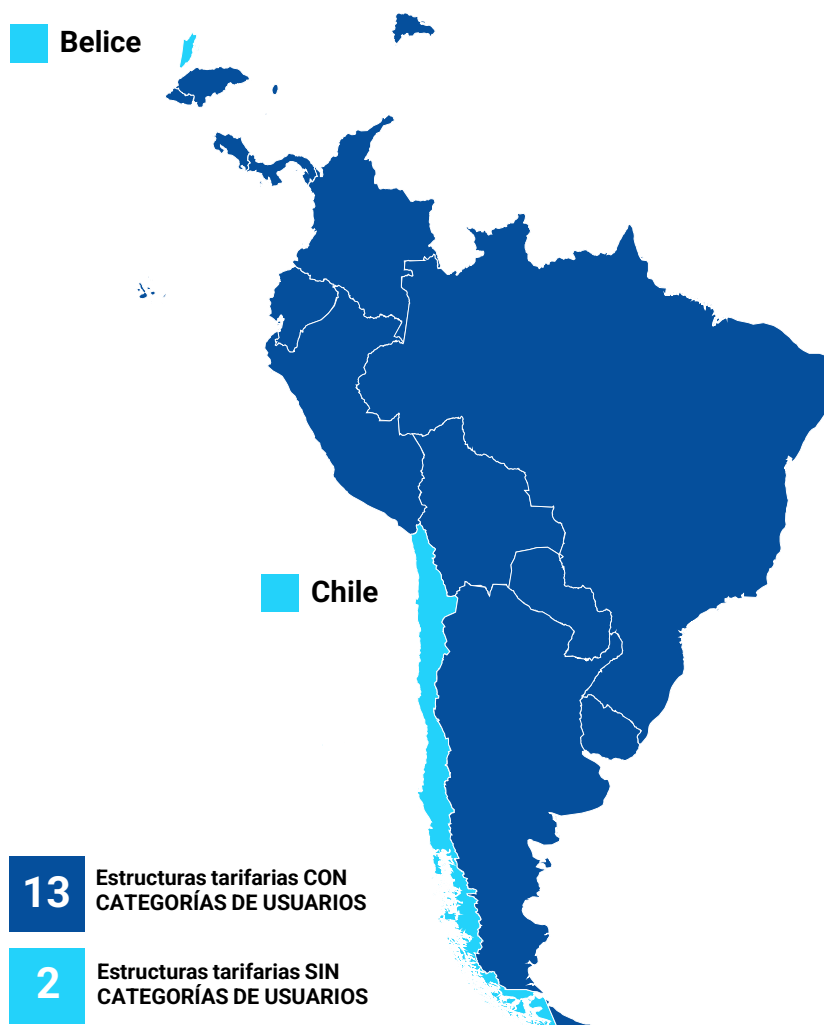 Belice
Chile
13
Estructuras tarifarias CON
CATEGORÍAS DE USUARIOS
2
Estructuras tarifarias SIN
CATEGORÍAS DE USUARIOS